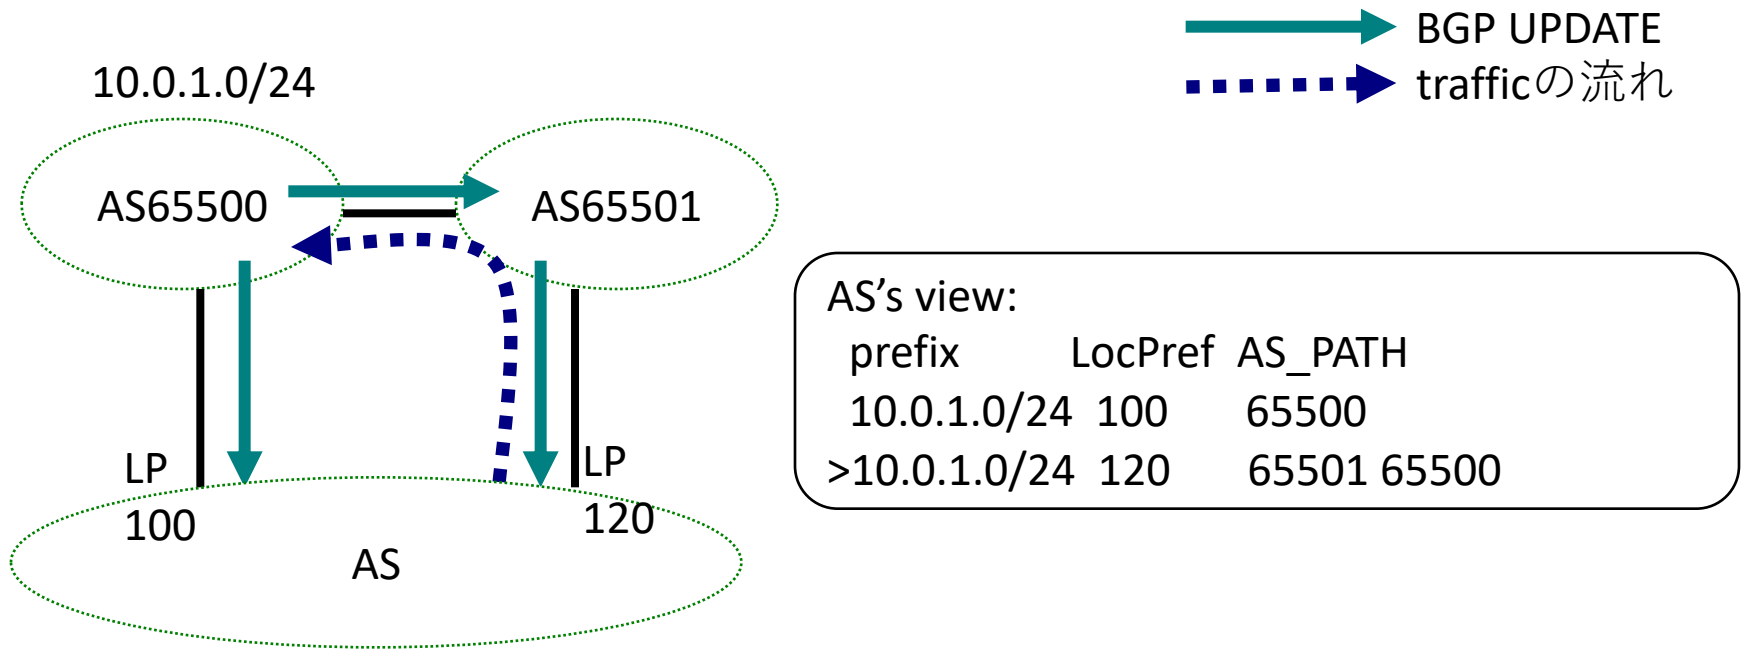 BGP UPDATE
trafficの流れ
10.0.1.0/24
AS65500
AS65501
LP
100
LP
120
AS
AS’s view:
prefix LocPref AS_PATH
10.0.1.0/24 100 65500
>10.0.1.0/24 120 65501 65500